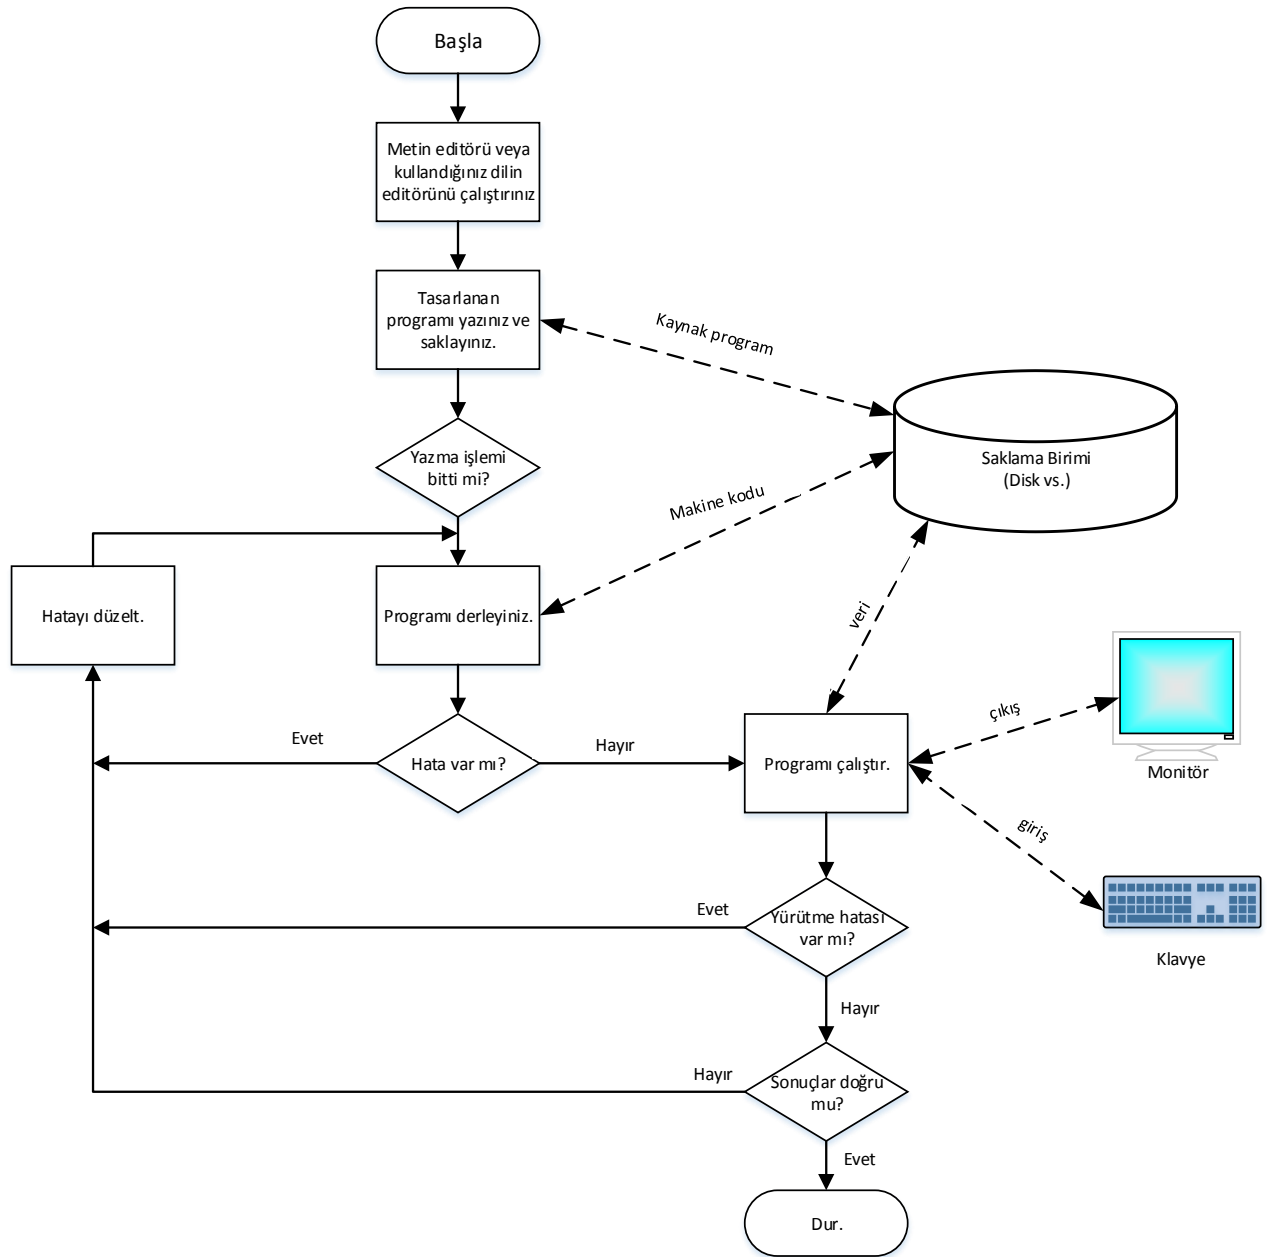 Başla
Metin editörü veya
kullandığınız dilin
editörünü çalıştırınız
Tasarlanan
programı yazınız ve
saklayınız.
Kaynak program
Yazma işlemi
bitti mi?
Saklama Birimi
(Disk vs.)
Makine kodu
Hatayı düzelt.
Programı derleyiniz.
veri
Evet
Hata var mı?
Hayır
Programı çalıştır.
çıkış
Monitör
giriş
Klavye
Evet
Yürütme hatası
var mı?
Hayır
Hayır
Sonuçlar doğru
mu?
Evet
Dur.